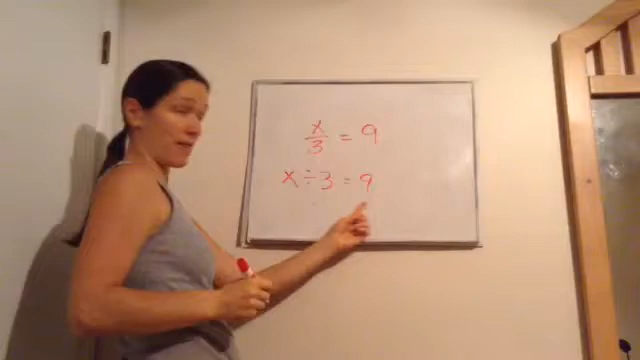 x/3 = 9
x ÷ 3 = 9